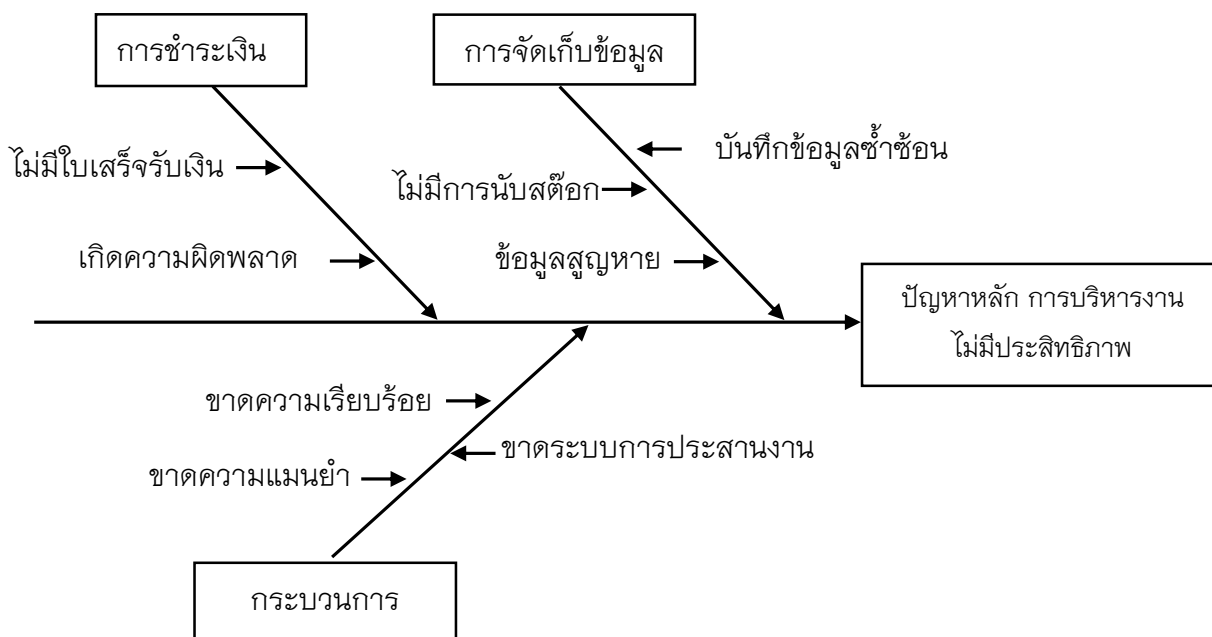 การชำระเงิน
การจัดเก็บข้อมูล
บันทึกข้อมูลซ้ำซ้อน
ไม่มีใบเสร็จรับเงิน
ไม่มีการนับสต๊อก
เกิดความผิดพลาด
ข้อมูลสูญหาย
ปัญหาหลัก การบริหารงาน
ไม่มีประสิทธิภาพ
ขาดความเรียบร้อย
ขาดระบบการประสานงาน
ขาดความแมนยำ
กระบวนการ